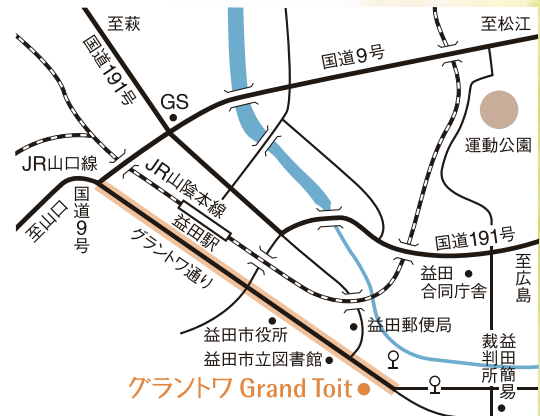 至萩
至松江
国道191号
国道9号
GS
運動公園
JR山口線
JR山陰本線
国道9号
至山口
益田駅
グラントワ通り
国道191号
至広島
益田
合同庁舎
益田市役所
益田郵便局
益田市立図書館
益田簡易
裁判所
グラントワ Grand Toit